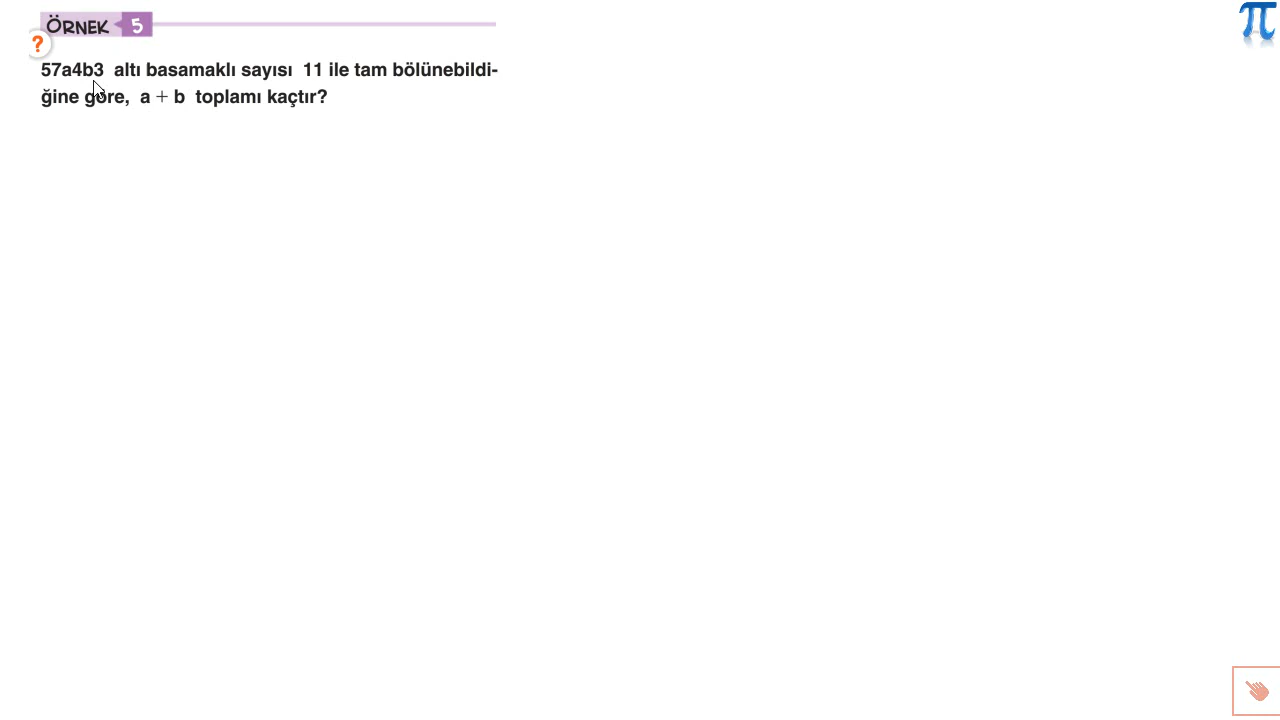 ÖRNEK 5
?
57a4b3 altı basamaklı sayısı 11 ile tam bölünebildi-
ğine göre, a + b toplamı kaçtır?
π